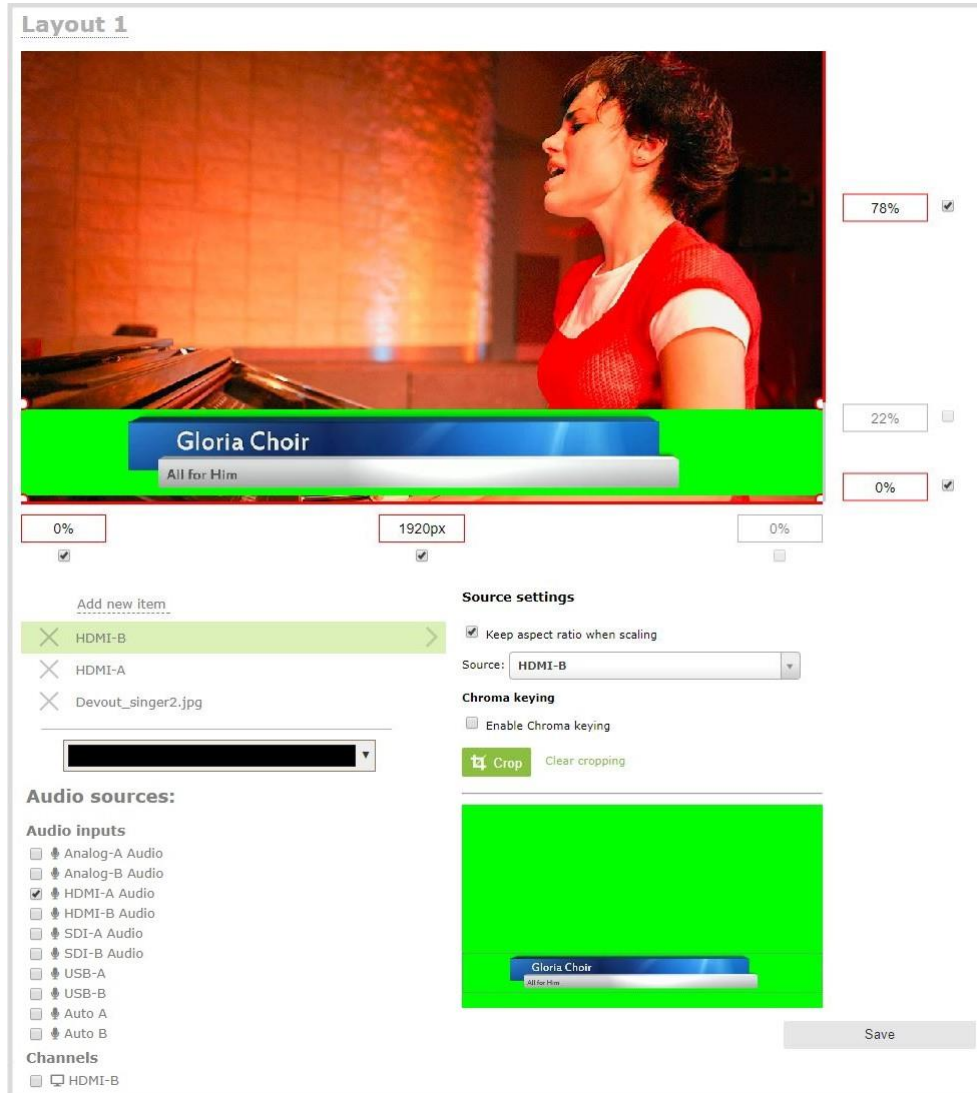 Layout 1
78%
Gloria Choir
All for Him
22%
0%
0%
1920px
0%
Add new item
HDMI-B
HDMI-A
Devout_singer2.jpg
Source settings
Keep aspect ratio when scaling
Source: HDMI-B
Chroma keying
Enable Chroma keying
Crop Clear cropping
Gloria Choir
All for Him
Save
Audio sources:
Audio inputs
Analog-A Audio
Analog-B Audio
HDMI-A Audio
HDMI-B Audio
SDI-A Audio
SDI-B Audio
USB-A
USB-B
Auto A
Auto B
Channels
HDMI-B